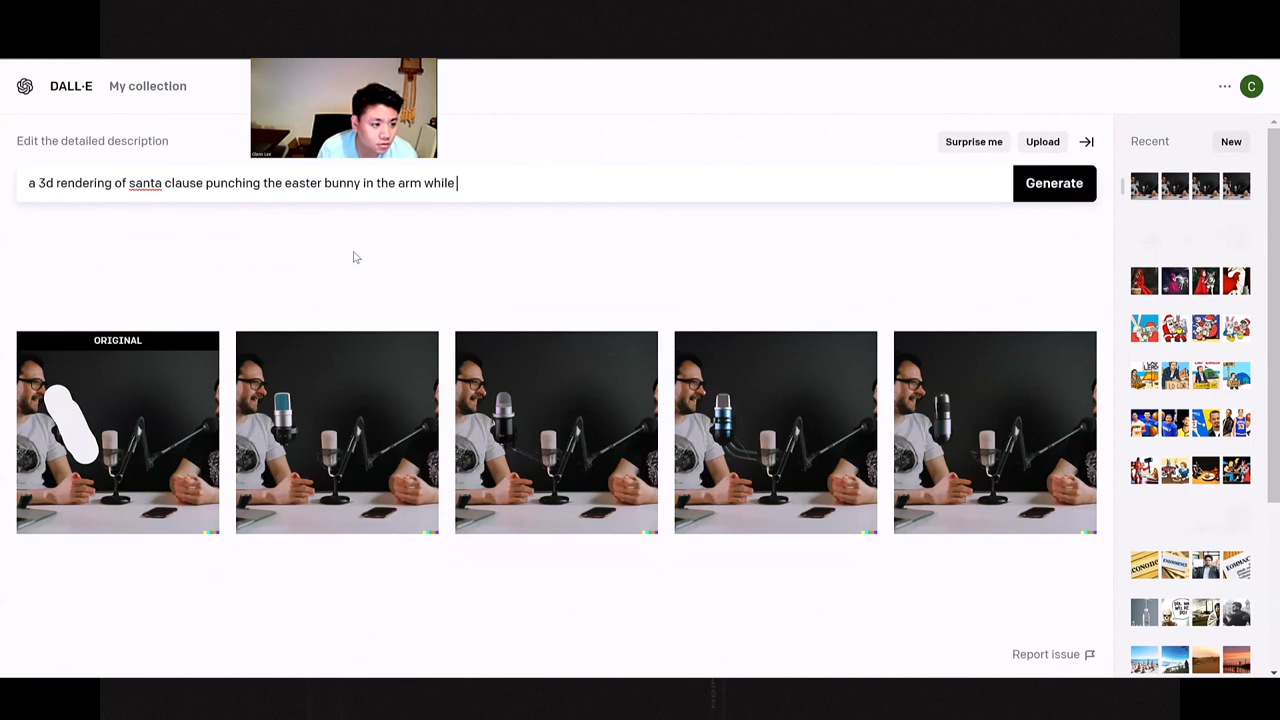 DALL·E
My collection
C
Edit the detailed description
Surprise me
Upload
Recent
New
a 3d rendering of santa clause punching the easter bunny in the arm while
Generate
ORIGINAL
Report issue